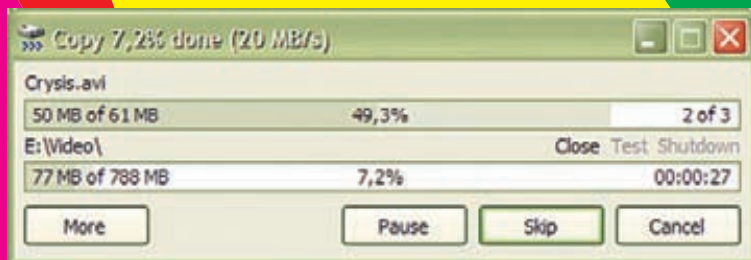 Copy 7,2% done (20 MB/s)
Crysis.avi
50 MB of 61 MB 49,3% 2 of 3
E:\Video\ Close Test Shutdown
77 MB of 788 MB 7,2% 00:00:27
More Pause Skip Cancel